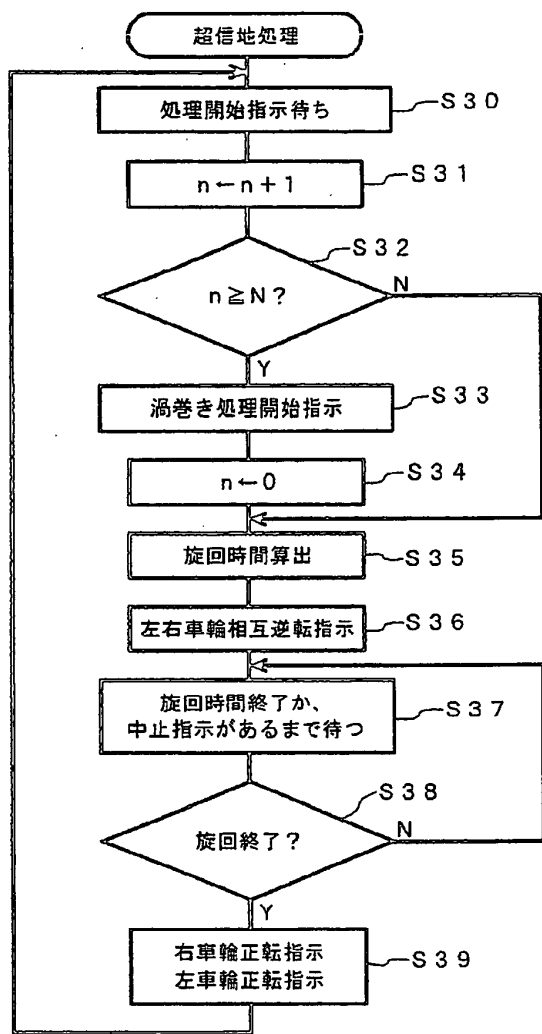 超信地処理
処理開始指示待ち
S30
n←n+1
S31
n≧N?
S32
N
Y
渦巻き処理開始指示
S33
n←0
S34
旋回時間算出
S35
左右車輪相互逆転指示
S36
旋回時間終了か、
中止指示があるまで待つ
S37
旋回終了?
S38
N
Y
右車輪正転指示
左車輪正転指示
S39